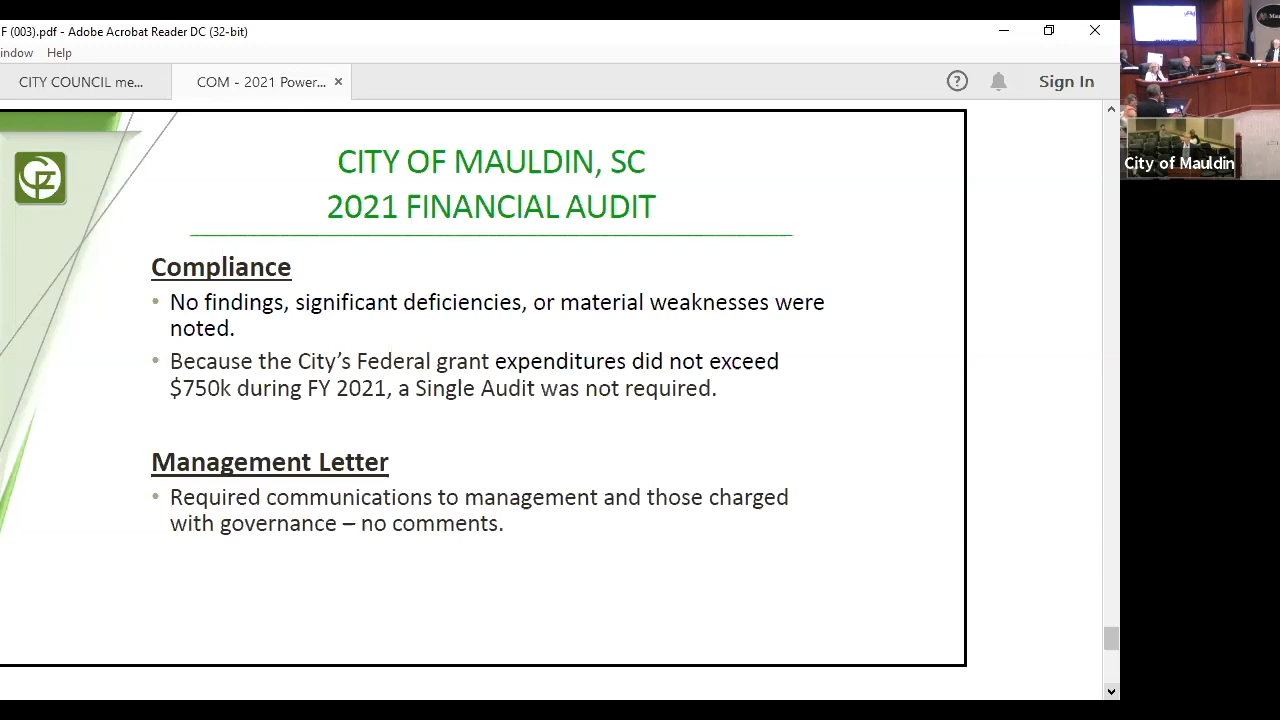 F (003).pdf - Adobe Acrobat Reader DC (32-bit)
indow Help
CITY COUNCIL me...
COM - 2021 Power... ×
Sign In
CITY OF MAULDIN, SC
2021 FINANCIAL AUDIT
Compliance
• No findings, significant deficiencies, or material weaknesses were
noted.
• Because the City’s Federal grant expenditures did not exceed
$750k during FY 2021, a Single Audit was not required.
Management Letter
• Required communications to management and those charged
with governance – no comments.
City of Mauldin